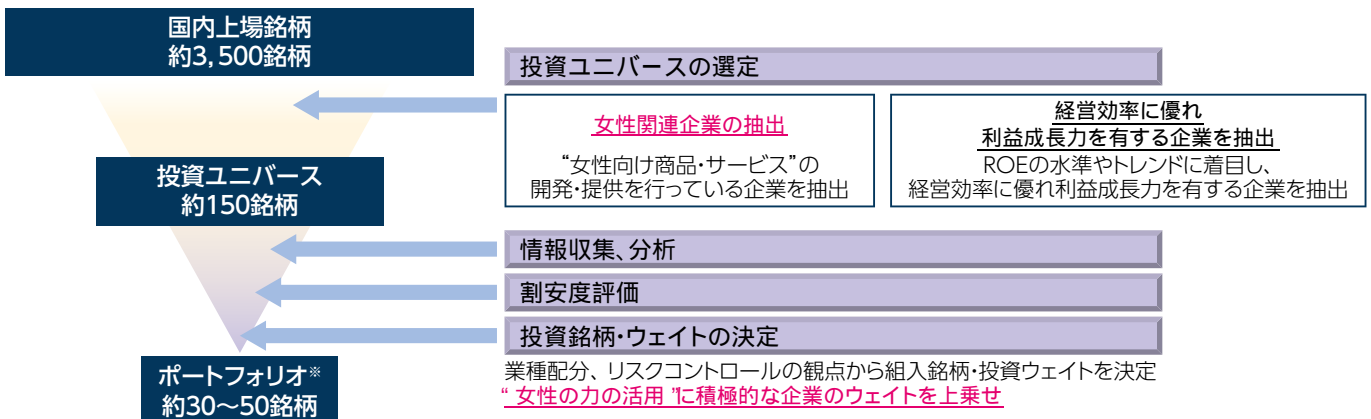 国内上場銘柄
約3,500銘柄
投資ユニバースの選定
女性関連企業の抽出
“女性向け商品・サービス”の
開発・提供を行っている企業を抽出
経営効率に優れ
利益成長力を有する企業を抽出
ROEの水準やトレンドに着目し、
経営効率に優れ利益成長力を有する企業を抽出
投資ユニバース
約150銘柄
情報収集、分析
割安度評価
投資銘柄・ウェイトの決定
業種配分、リスクコントロールの観点から組入銘柄・投資ウェイトを決定
“女性の力の活用”に積極的な企業のウェイトを上乗せ
ポートフォリオ※
約30～50銘柄